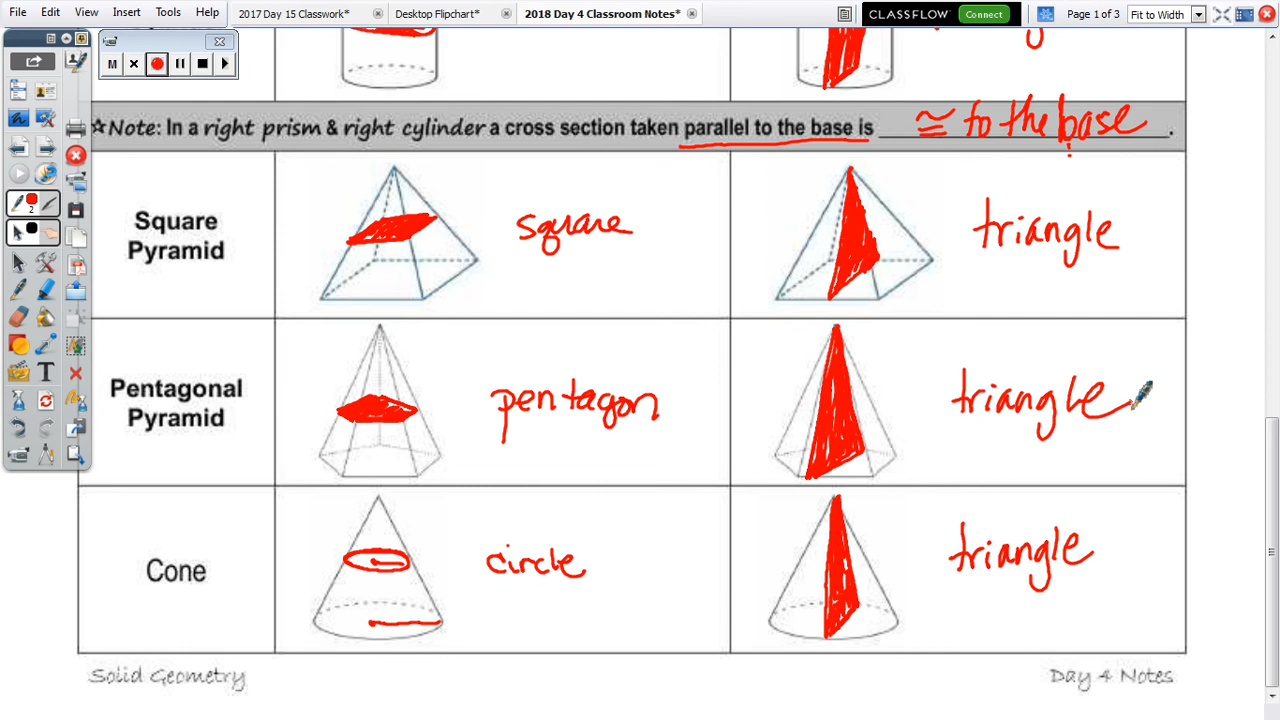 File Edit View Insert Tools Help
2017 Day 15 Classwork*
Desktop Flipchart*
2018 Day 4 Classroom Notes*
CLASSFLOW Connect
Page 1 of 3
Fit to Width
M
2
T
☆Note: In a right prism & right cylinder a cross section taken parallel to the base is ≅ to the base.
Square
Pyramid
square
triangle
Pentagonal
Pyramid
pentagon
triangle
Cone
circle
triangle
Solid Geometry
Day 4 Notes